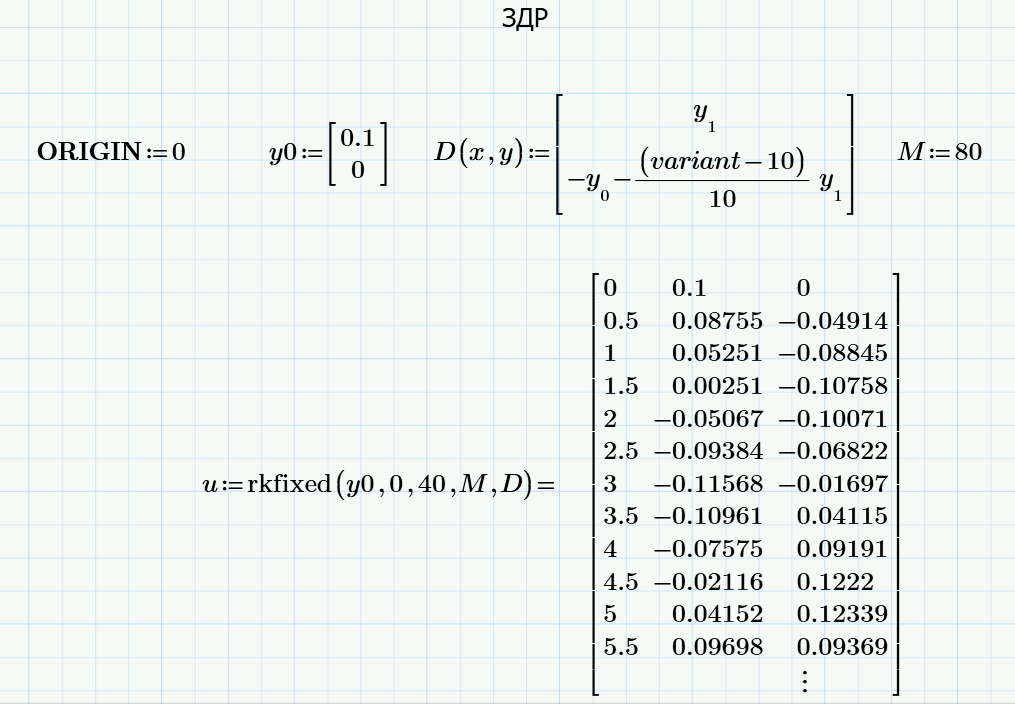 ЗДР
ORIGIN:=0 y0:=[0.1 0] D(x,y):=[y₁ −y₀−(variant−10)/10 y₁] M:=80
u:=rkfixed(y0,0,40,M,D)=
0 0.1 0
0.5 0.08755 −0.04914
1 0.05251 −0.08845
1.5 0.00251 −0.10758
2 −0.05067 −0.10071
2.5 −0.09384 −0.06822
3 −0.11568 −0.01697
3.5 −0.10961 0.04115
4 −0.07575 0.09191
4.5 −0.02116 0.1222
5 0.04152 0.12339
5.5 0.09698 0.09369
⋮